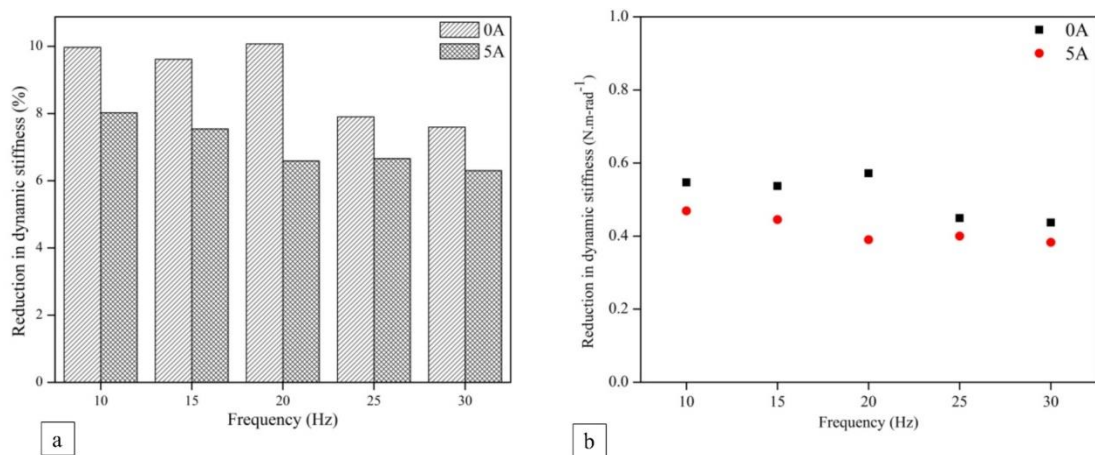 Reduction in dynamic stiffness (%)
10
8
6
4
2
0
0A
5A
10 15 20 25 30
Frequency (Hz)
a
Reduction in dynamic stiffness (N.m-rad⁻¹)
1.0
0.8
0.6
0.4
0.2
0.0
0A
5A
10 15 20 25 30
Frequency (Hz)
b